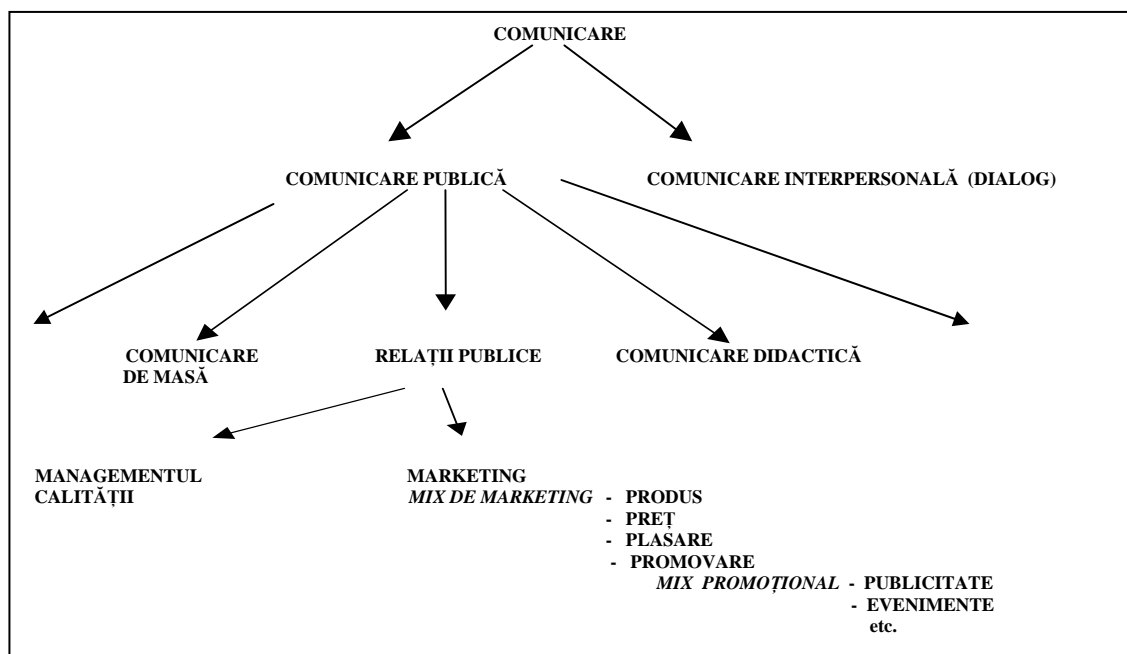 COMUNICARE
COMUNICARE PUBLICĂ COMUNICARE INTERPERSONALĂ (DIALOG)
COMUNICARE
DE MASĂ
RELAȚII PUBLICE
COMUNICARE DIDACTICĂ
MANAGEMENTUL
CALITĂȚII
MARKETING
MIX DE MARKETING - PRODUS
- PREȚ
- PLASARE
- PROMOVARE
MIX PROMOȚIONAL - PUBLICITATE
- EVENIMENTE
etc.